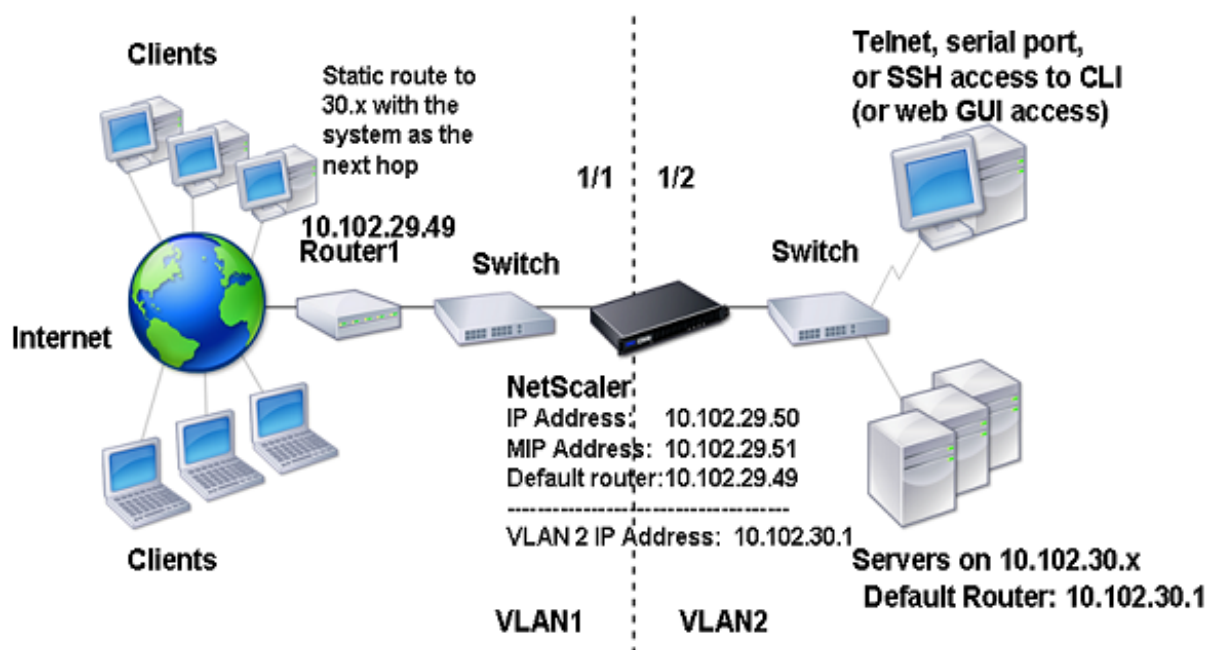 Clients
Static route to
30.x with the
system as the
next hop
10.102.29.49
Router1
Switch
Internet
Clients
1/1
1/2
Telnet, serial port,
or SSH access to CLI
(or web GUI access)
Switch
NetScaler
IP Address: 10.102.29.50
MIP Address: 10.102.29.51
Default router:10.102.29.49
--------------------------------------
VLAN 2 IP Address: 10.102.30.1
Servers on 10.102.30.x
Default Router: 10.102.30.1
VLAN1
VLAN2